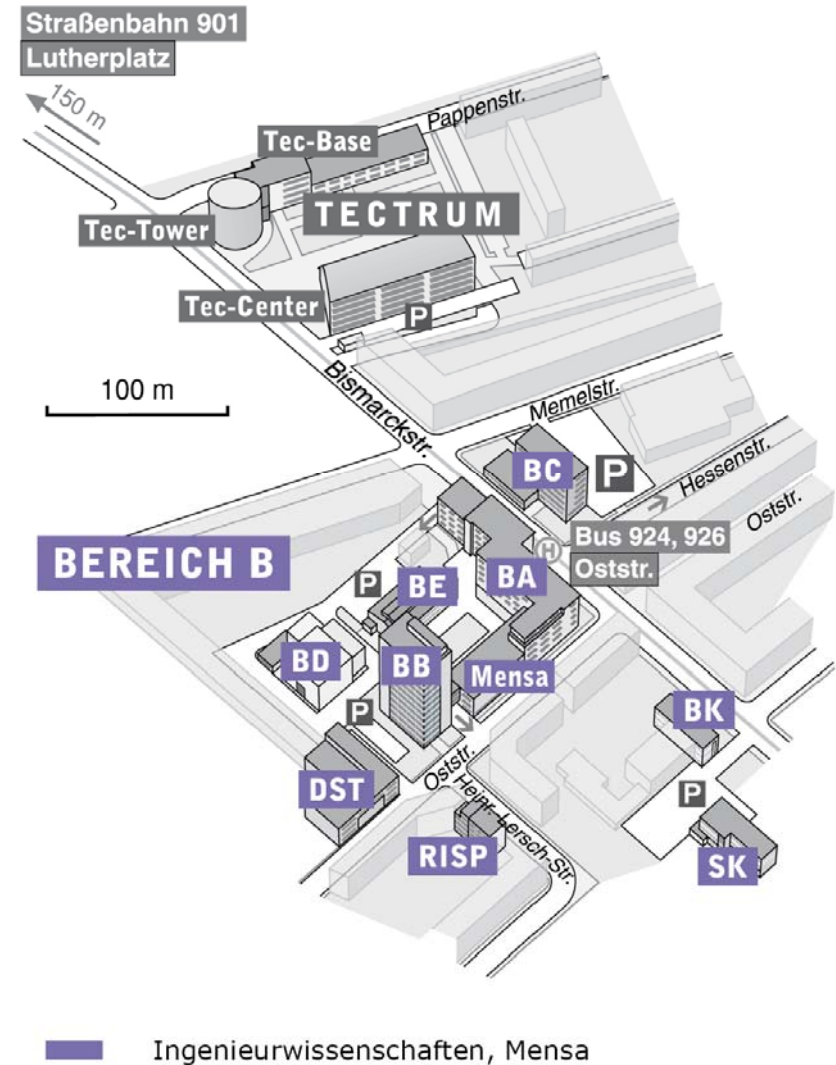 Straßenbahn 901
Lutherplatz
150 m
Pappenstr.
Tec-Base
TECTRUM
Tec-Tower
Tec-Center
P
Bismarckstr.
100 m
Memelstr.
BC
P
Hessenstr.
Oststr.
Bus 924, 926
H
Oststr.
BEREICH B
BA
P
BE
BD
BB
Mensa
BK
P
Oststr.
DST
P
Heinr.-Lersch-Str.
RISP
SK
Ingenieurwissenschaften, Mensa